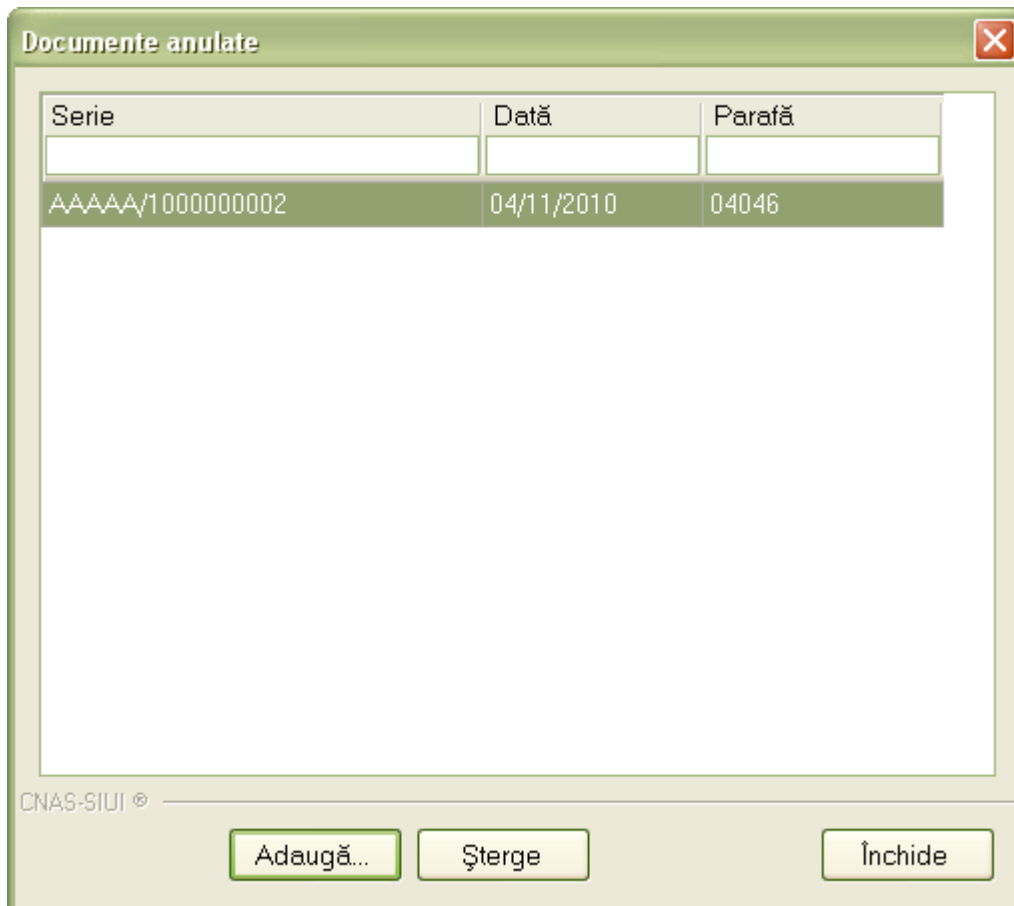 Documente anulate
Serie Dată Parafă
AAAAA/1000000002 04/11/2010 04046
CNAS-SIUI ®
Adaugă... Şterge Închide